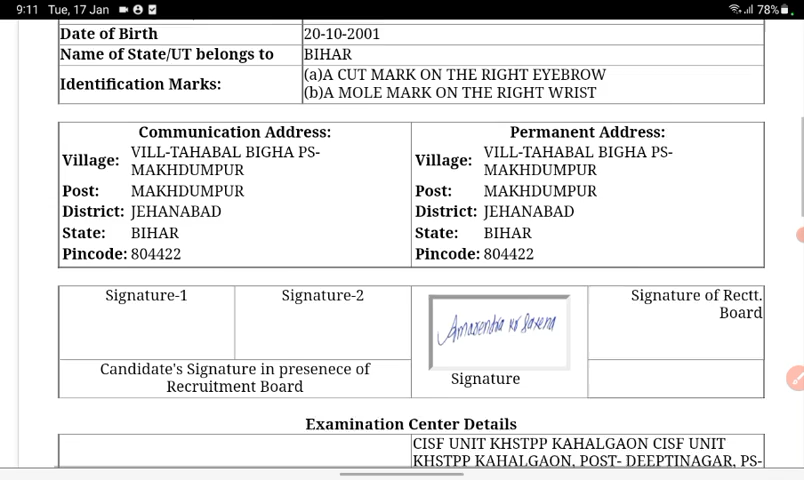 9:11 Tue, 17 Jan
78%
Date of Birth 20-10-2001
Name of State/UT belongs to BIHAR
Identification Marks: (a)A CUT MARK ON THE RIGHT EYEBROW
(b)A MOLE MARK ON THE RIGHT WRIST
Communication Address:
Village: VILL-TAHABAL BIGHA PS-
MAKHDUMPUR
Post: MAKHDUMPUR
District: JEHANABAD
State: BIHAR
Pincode: 804422
Permanent Address:
Village: VILL-TAHABAL BIGHA PS-
MAKHDUMPUR
Post: MAKHDUMPUR
District: JEHANABAD
State: BIHAR
Pincode: 804422
Signature-1
Signature-2
Candidate's Signature in presenece of
Recruitment Board
Amarendra kr Saxena
Signature
Signature of Rectt.
Board
Examination Center Details
CISF UNIT KHSTPP KAHALGAON CISF UNIT
KHSTPP KAHALGAON, POST- DEEPTINAGAR, PS-